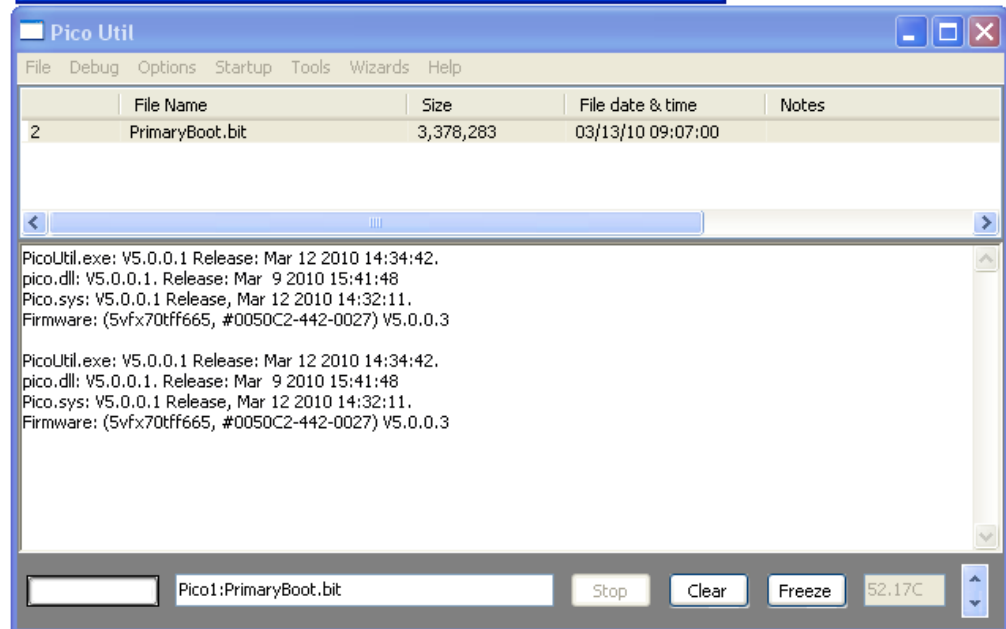 Pico Util
File Debug Options Startup Tools Wizards Help
File Name Size File date & time Notes
2 PrimaryBoot.bit 3,378,283 03/13/10 09:07:00
PicoUtil.exe: V5.0.0.1 Release: Mar 12 2010 14:34:42.
pico.dll: V5.0.0.1. Release: Mar  9 2010 15:41:48
Pico.sys: V5.0.0.1 Release, Mar 12 2010 14:32:11.
Firmware: (5vfx70tff665, #0050C2-442-0027) V5.0.0.3
PicoUtil.exe: V5.0.0.1 Release: Mar 12 2010 14:34:42.
pico.dll: V5.0.0.1. Release: Mar  9 2010 15:41:48
Pico.sys: V5.0.0.1 Release, Mar 12 2010 14:32:11.
Firmware: (5vfx70tff665, #0050C2-442-0027) V5.0.0.3
Pico1:PrimaryBoot.bit Stop Clear Freeze 52.17C